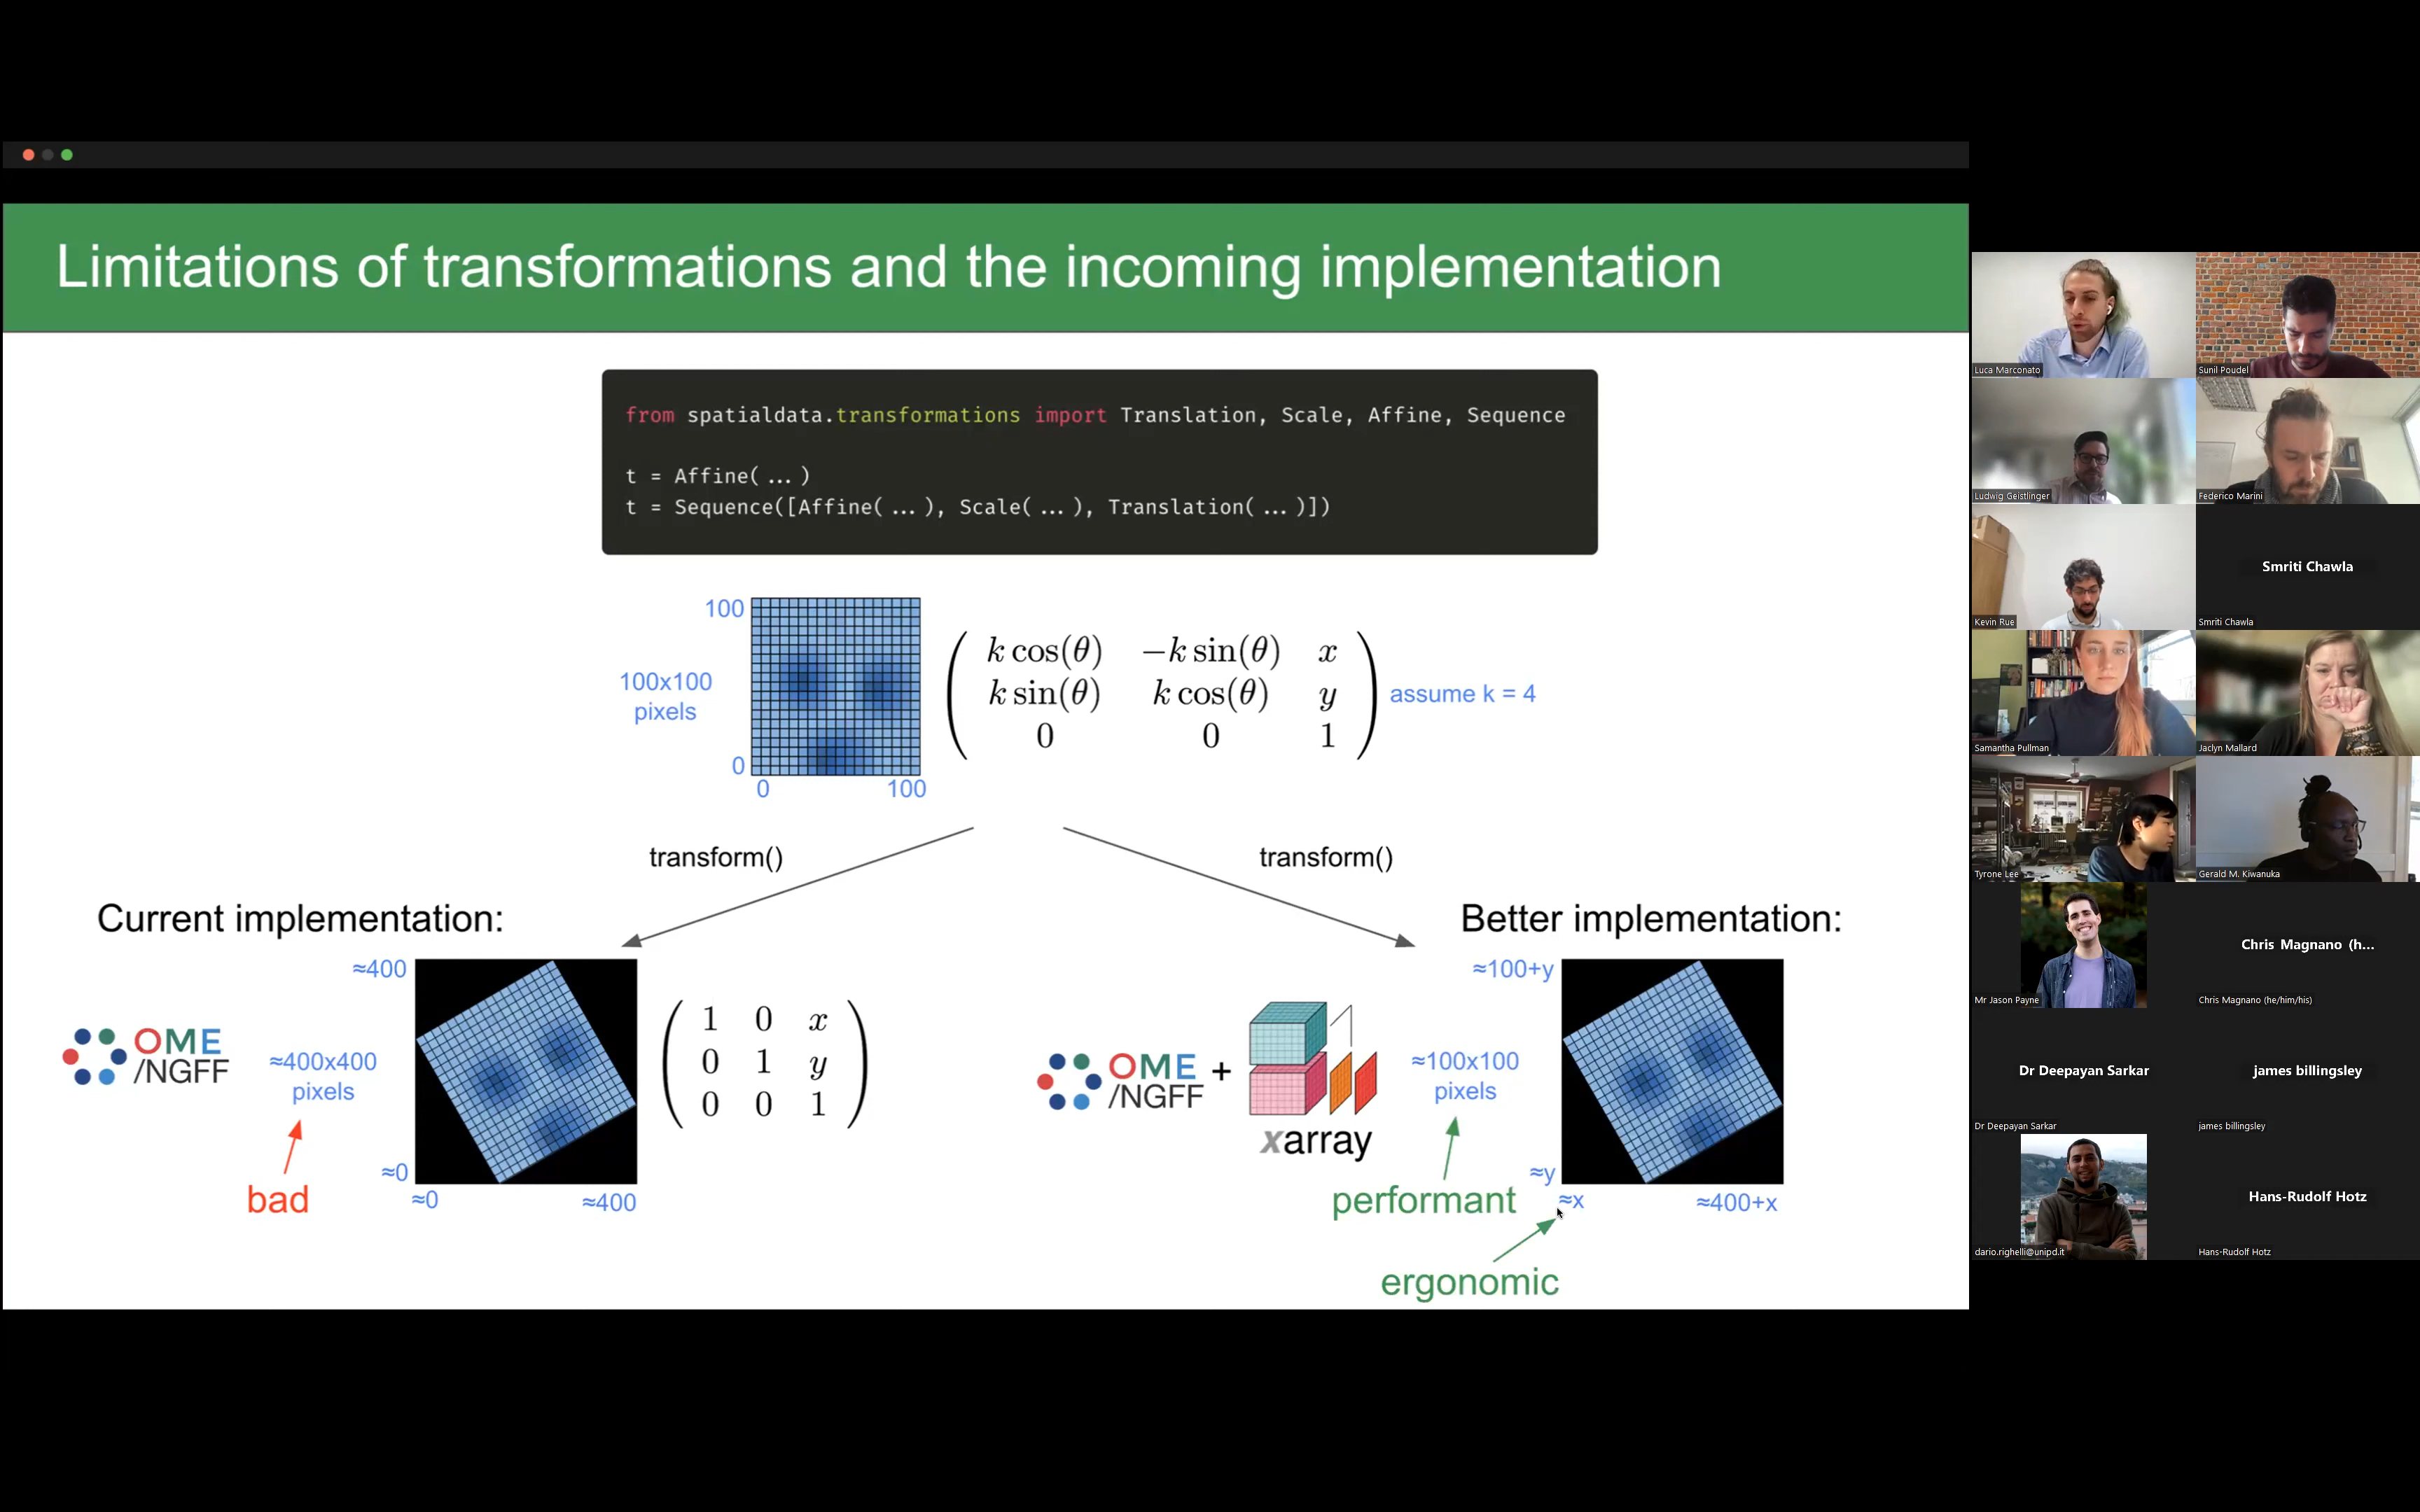 Limitations of transformations and the incoming implementation
from spatialdata.transformations import Translation, Scale, Affine, Sequence
t = Affine(...)
t = Sequence([Affine(...), Scale(...), Translation(...)])
100
100x100
pixels
0
0
100
k cos(θ) −k sin(θ) x
k sin(θ) k cos(θ) y
0 0 1
assume k = 4
transform()
transform()
Current implementation:
≈400
OME
/NGFF
≈400x400
pixels
≈0
≈0
≈400
bad
1 0 x
0 1 y
0 0 1
Better implementation:
≈100+y
OME
/NGFF
+
xarray
≈100x100
pixels
≈y
≈x
≈400+x
performant
ergonomic
Luca Marconato
Sunil Poudel
Ludwig Geistlinger
Federico Marini
Kevin Rue
Smriti Chawla
Smriti Chawla
Samantha Pullman
Jaclyn Mallard
Tyrone Lee
Gerald M. Kiwanuka
Mr Jason Payne
Chris Magnano (h...
Chris Magnano (he/him/his)
Dr Deepayan Sarkar
Dr Deepayan Sarkar
james billingsley
james billingsley
dario.righelli@unipd.it
Hans-Rudolf Hotz
Hans-Rudolf Hotz